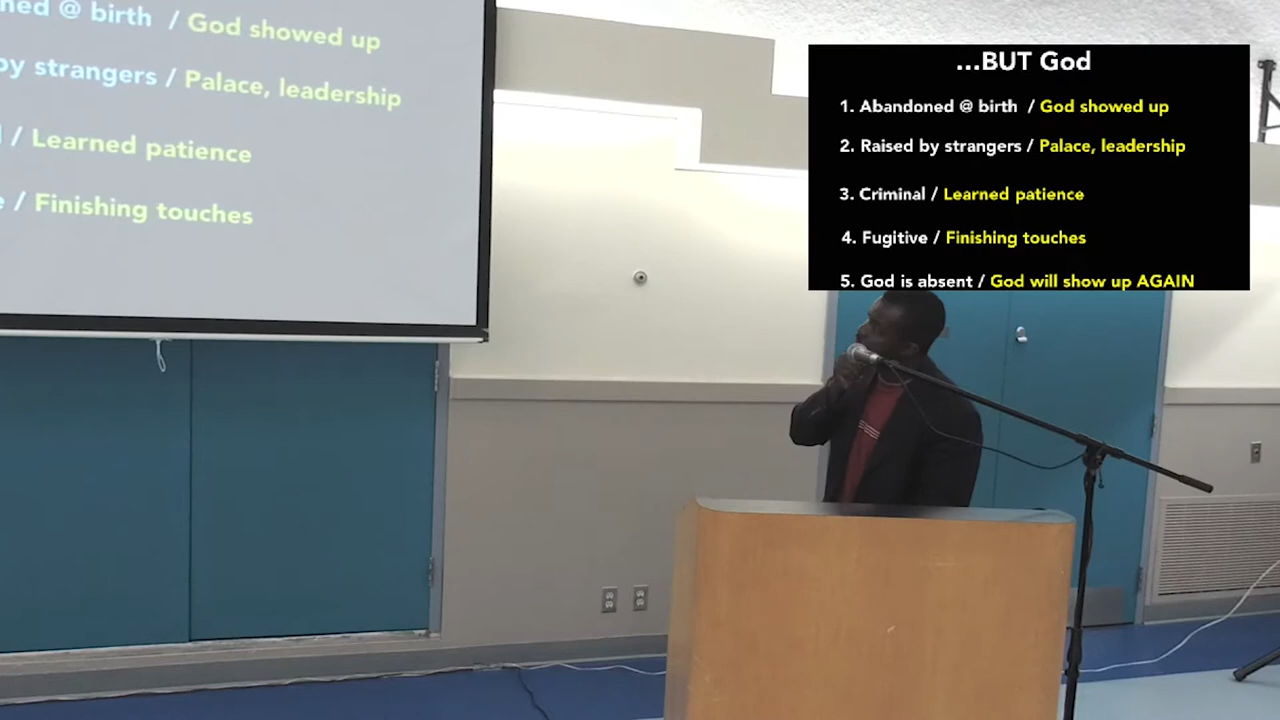 ned @ birth / God showed up
by strangers / Palace, leadership
/ Learned patience
e / Finishing touches
...BUT God
1. Abandoned @ birth / God showed up
2. Raised by strangers / Palace, leadership
3. Criminal / Learned patience
4. Fugitive / Finishing touches
5. God is absent / God will show up AGAIN